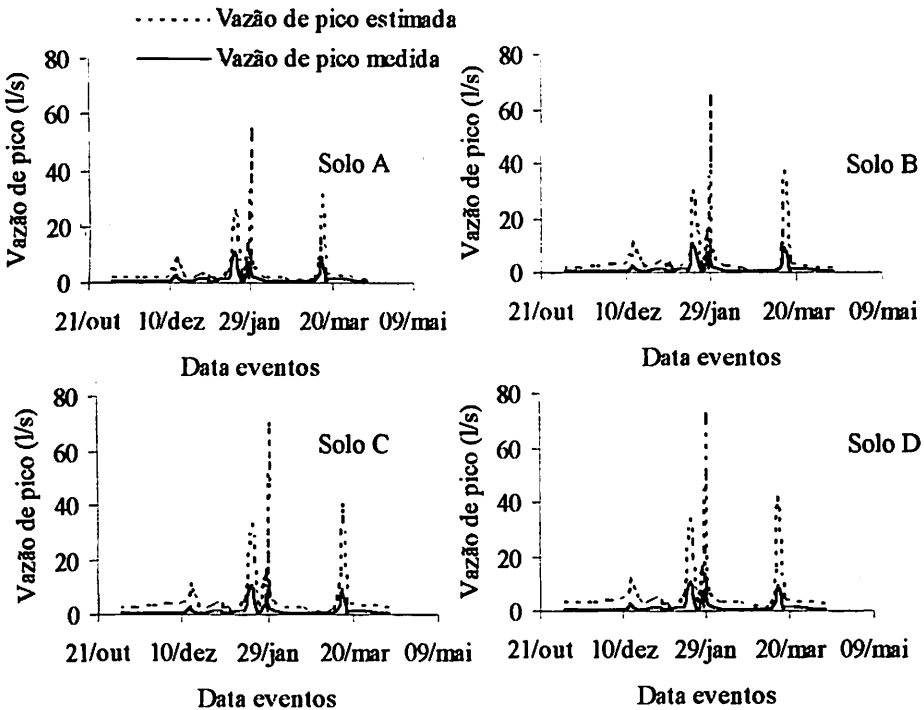 Vazão de pico estimada
Vazão de pico medida
Vazão de pico (l/s)
80
60
40
20
0
Solo A
21/out 10/dez 29/jan 20/mar 09/mai
Data eventos
Vazão de pico (l/s)
80
60
40
20
0
Solo B
21/out 10/dez 29/jan 20/mar 09/mai
Data eventos
Vazão de pico (l/s)
80
60
40
20
0
Solo C
21/out 10/dez 29/jan 20/mar 09/mai
Data eventos
Vazão de pico (l/s)
80
60
40
20
0
Solo D
21/out 10/dez 29/jan 20/mar 09/mai
Data eventos